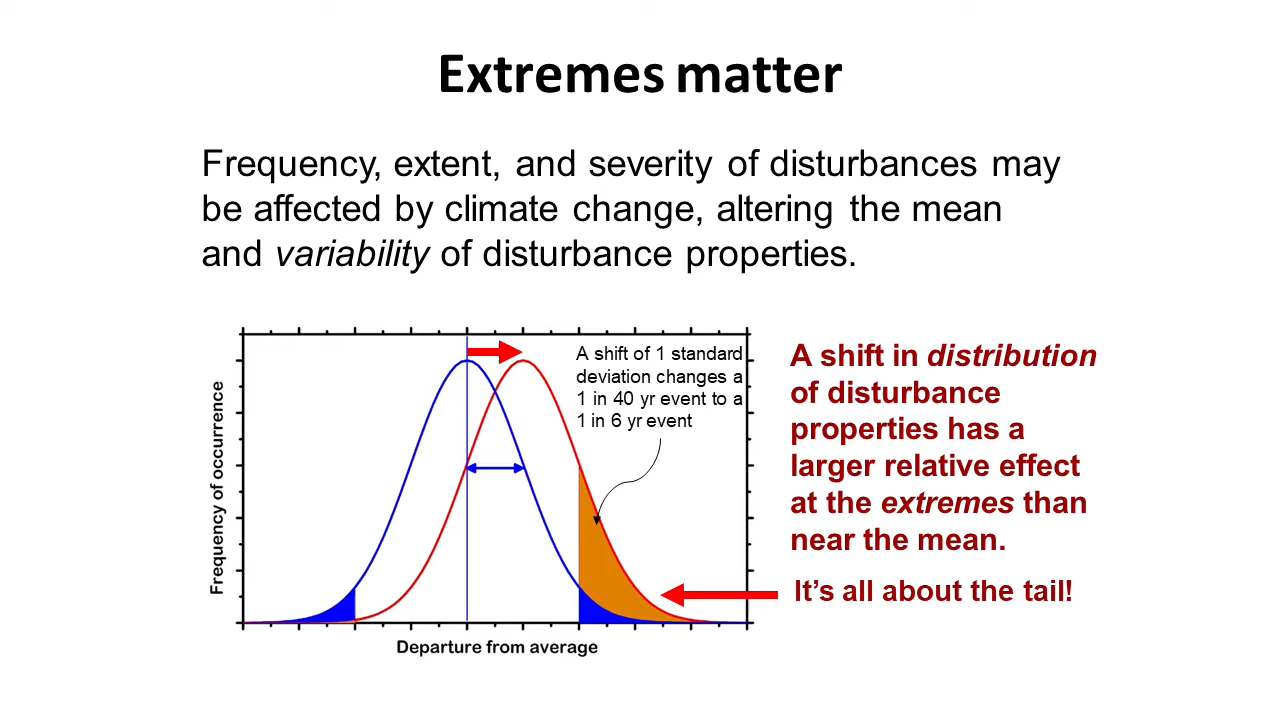 Extremes matter
Frequency, extent, and severity of disturbances may
be affected by climate change, altering the mean
and variability of disturbance properties.
Frequency of occurrence
A shift of 1 standard
deviation changes a
1 in 40 yr event to a
1 in 6 yr event
Departure from average
A shift in distribution
of disturbance
properties has a
larger relative effect
at the extremes than
near the mean.
It’s all about the tail!